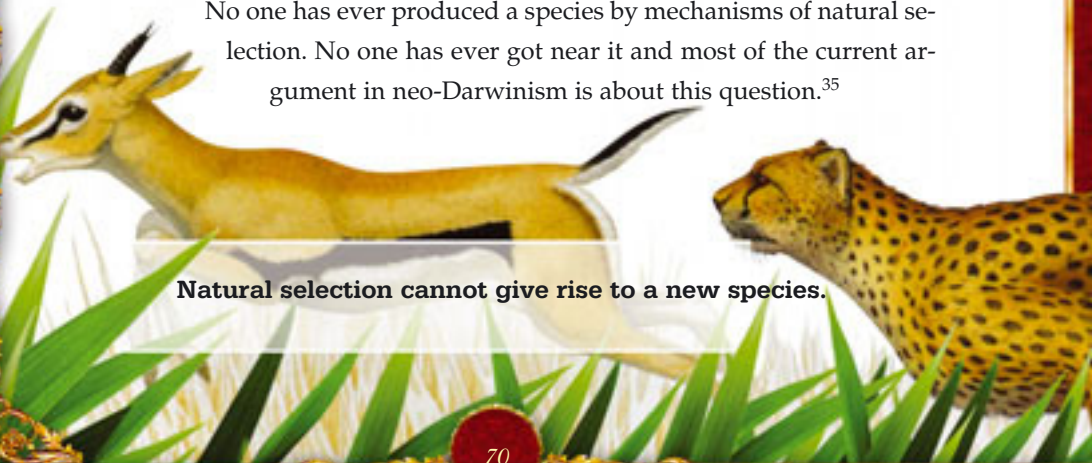 No one has ever produced a species by mechanisms of natural se-
lection. No one has ever got near it and most of the current ar-
gument in neo-Darwinism is about this question.35
Natural selection cannot give rise to a new species.
70